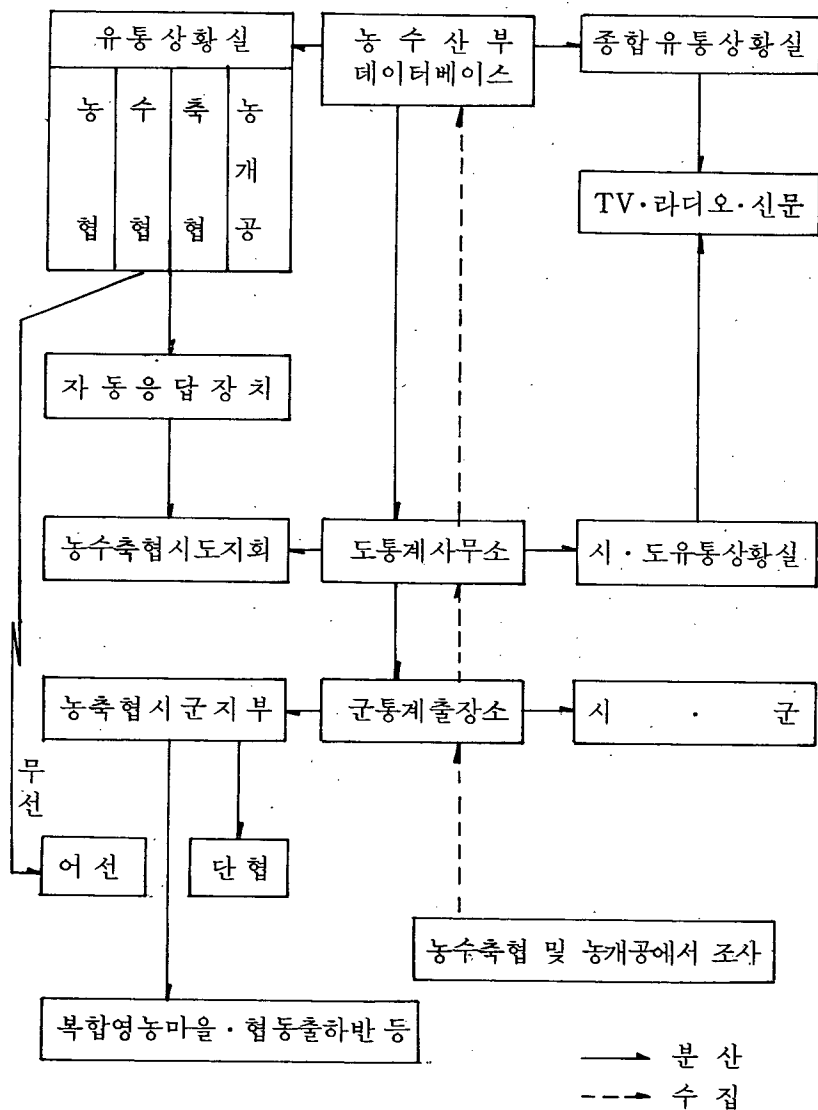 유통상황실
농협
수협
축협
농개공
농수산부
데이터베이스
종합유통상황실
TV·라디오·신문
자동응답장치
농수축협시도지회
도통계사무소
시·도유통상황실
농축협시군지부
군통계출장소
시·군
무선
어선
단협
농수축협 및 농개공에서 조사
복합영농마을·협동출하반 등
분산
수집